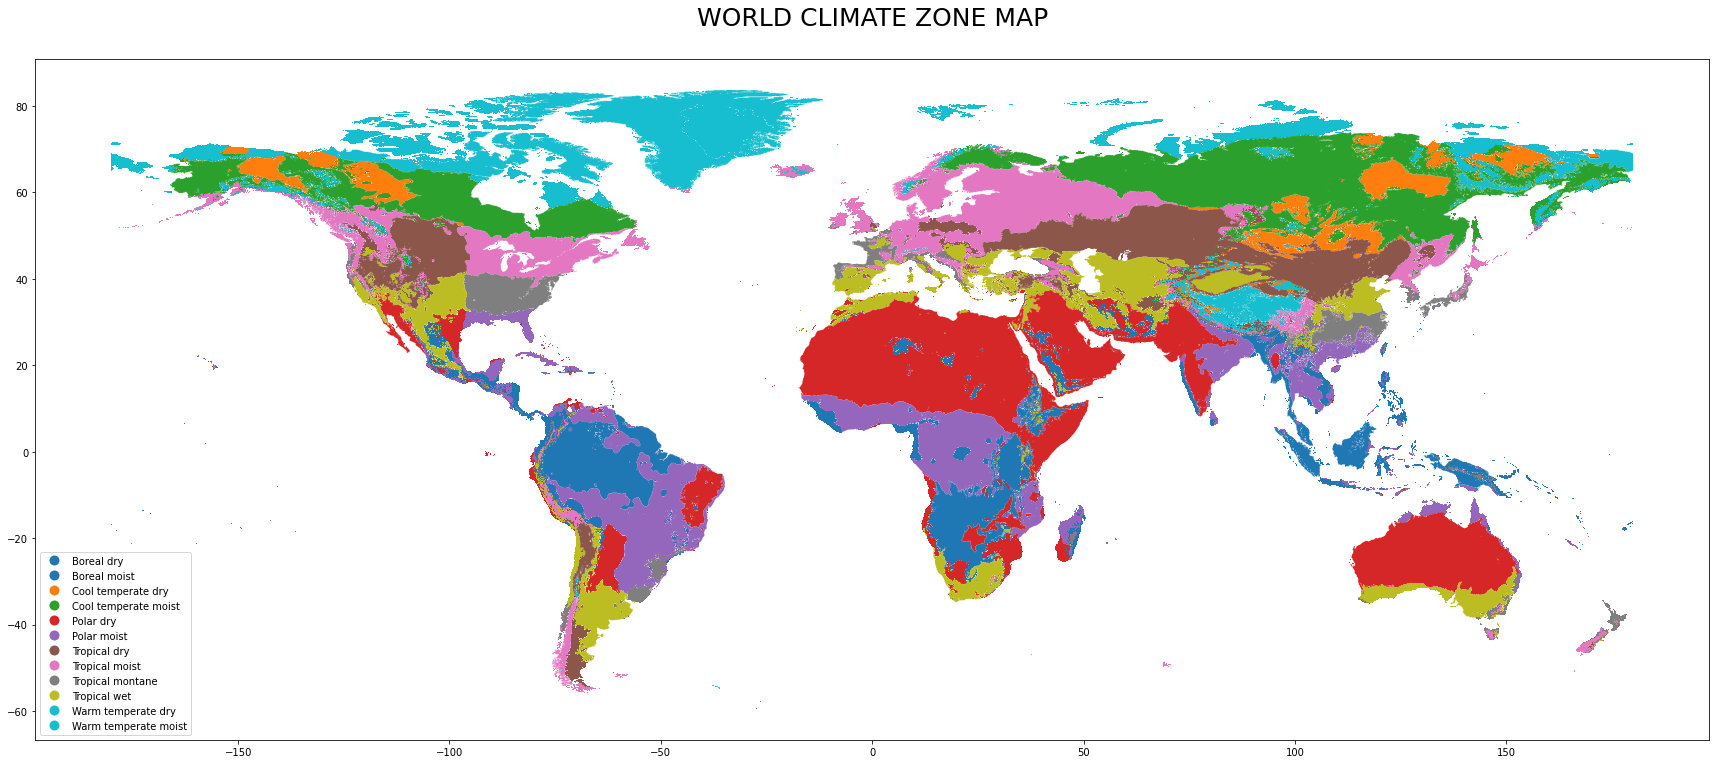 WORLD CLIMATE ZONE MAP
80
60
40
20
0
−20
−40
−60
Boreal dry
Boreal moist
Cool temperate dry
Cool temperate moist
Polar dry
Polar moist
Tropical dry
Tropical moist
Tropical montane
Tropical wet
Warm temperate dry
Warm temperate moist
−150
−100
−50
0
50
100
150